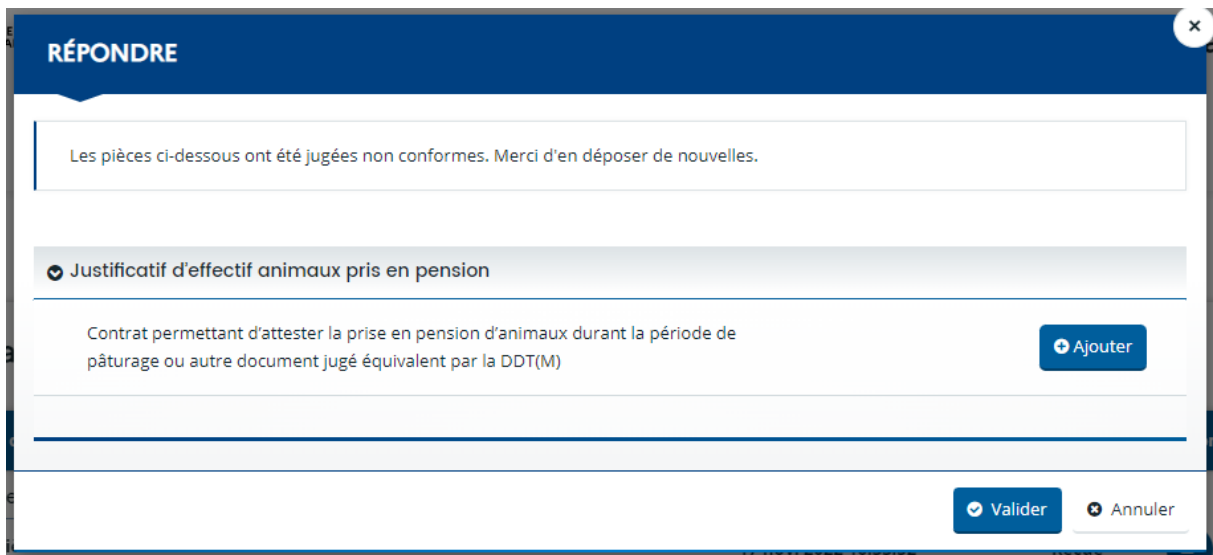 RÉPONDRE
Les pièces ci-dessous ont été jugées non conformes. Merci d'en déposer de nouvelles.
Justificatif d'effectif animaux pris en pension
Contrat permettant d'attester la prise en pension d'animaux durant la période de
pâturage ou autre document jugé équivalent par la DDT(M)
Ajouter
Valider
Annuler